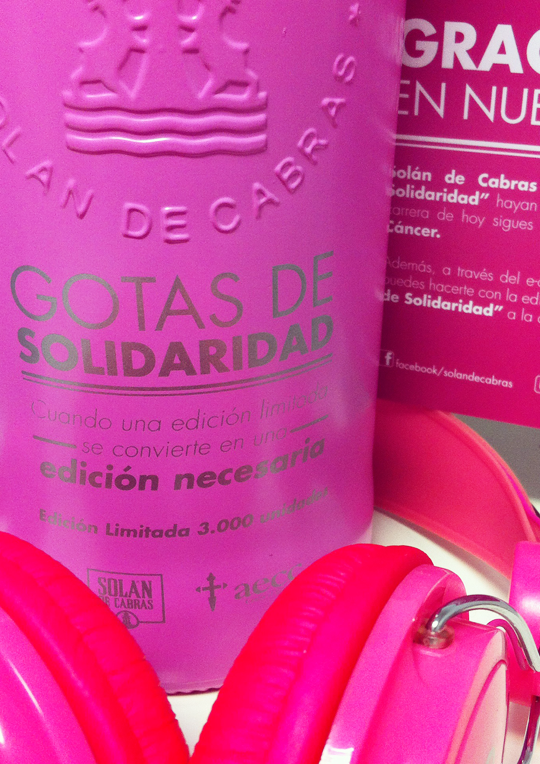 SOLAN DE CABRAS
GOTAS DE
SOLIDARIDAD
Cuando una edición limitada
se convierte en una
edición necesaria
Edición Limitada 3.000 unidades
SOLAN
DE CABRAS
aecc
GRAC
EN NUE
Solán de Cabras
Solidaridad" hayan
carrera de hoy sigues
Cáncer.
Además, a través del e-c
puedes hacerte con la edi
de Solidaridad" a la
facebook/solandecabras